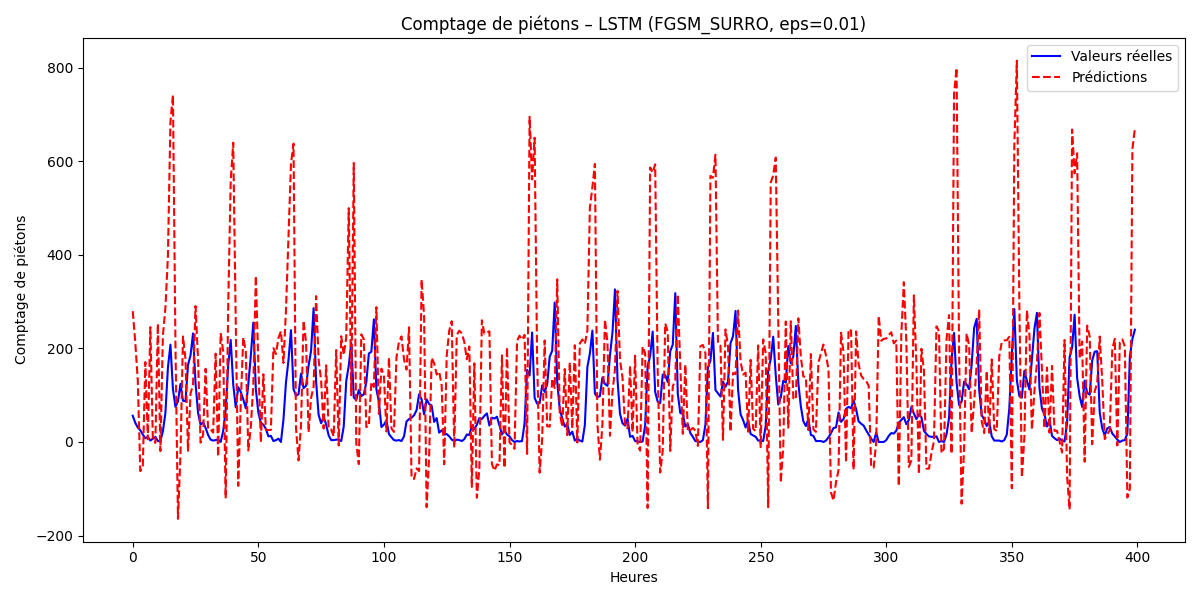 Comptage de piétons – LSTM (FGSM_SURRO, eps=0.01)
Valeurs réelles
Prédictions
Comptage de piétons
800
600
400
200
0
−200
0 50 100 150 200 250 300 350 400
Heures